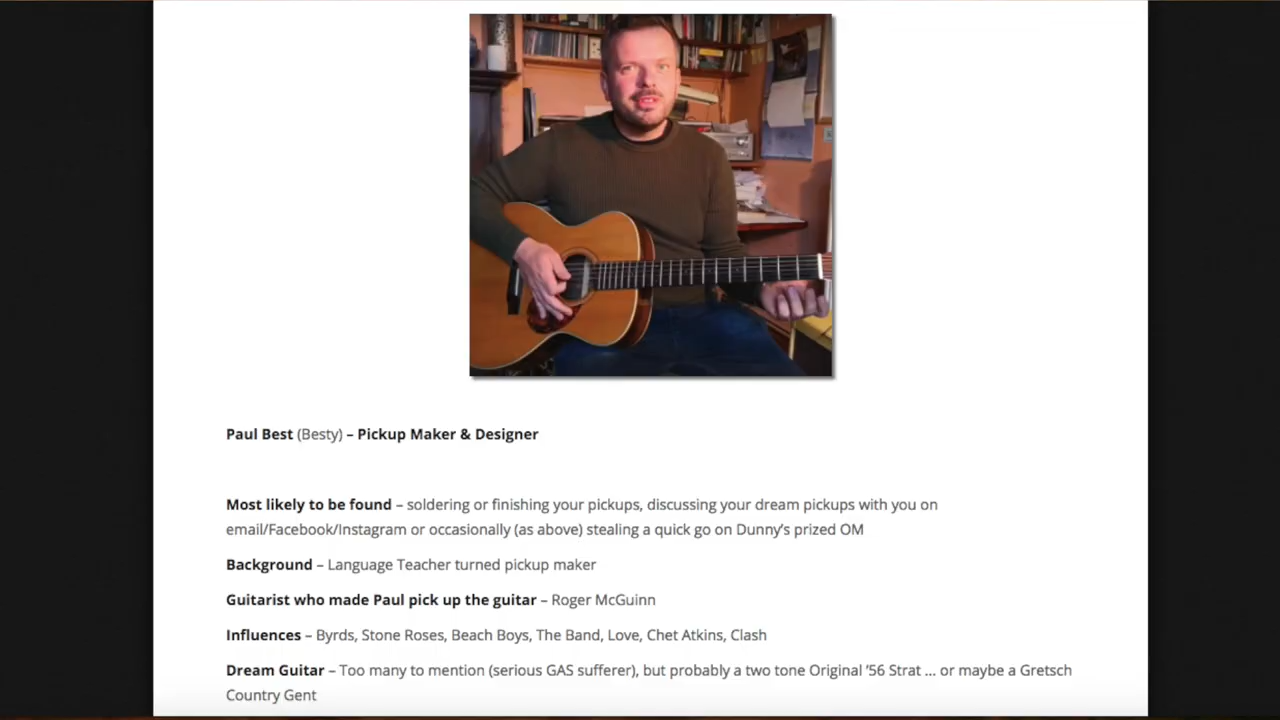 Paul Best (Besty) – Pickup Maker & Designer
Most likely to be found – soldering or finishing your pickups, discussing your dream pickups with you on
email/Facebook/Instagram or occasionally (as above) stealing a quick go on Dunny’s prized OM
Background – Language Teacher turned pickup maker
Guitarist who made Paul pick up the guitar – Roger McGuinn
Influences – Byrds, Stone Roses, Beach Boys, The Band, Love, Chet Atkins, Clash
Dream Guitar – Too many to mention (serious GAS sufferer), but probably a two tone Original ’56 Strat ... or maybe a Gretsch
Country Gent